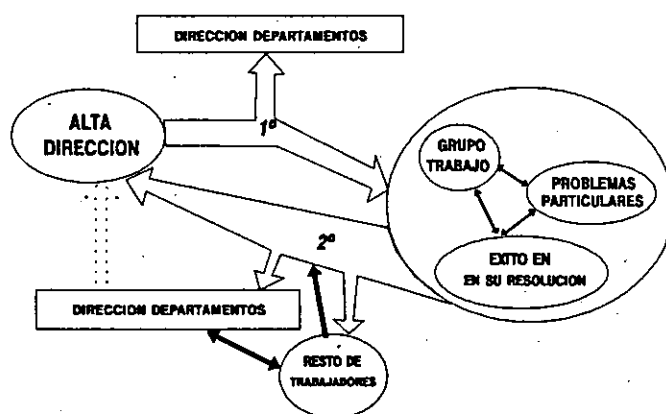 DIRECCION DEPARTAMENTOS
ALTA
DIRECCION
1º
GRUPO
TRABAJO
PROBLEMAS
PARTICULARES
EXITO EN
EN SU RESOLUCION
2º
DIRECCION DEPARTAMENTOS
RESTO DE
TRABAJADORES